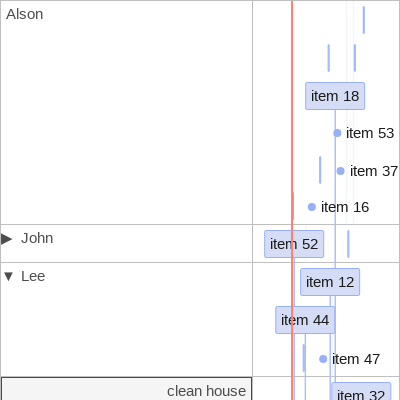 Alson
item 18
item 53
item 37
item 16
▶ John
item 52
▼ Lee
item 12
item 44
item 47
clean house
item 32